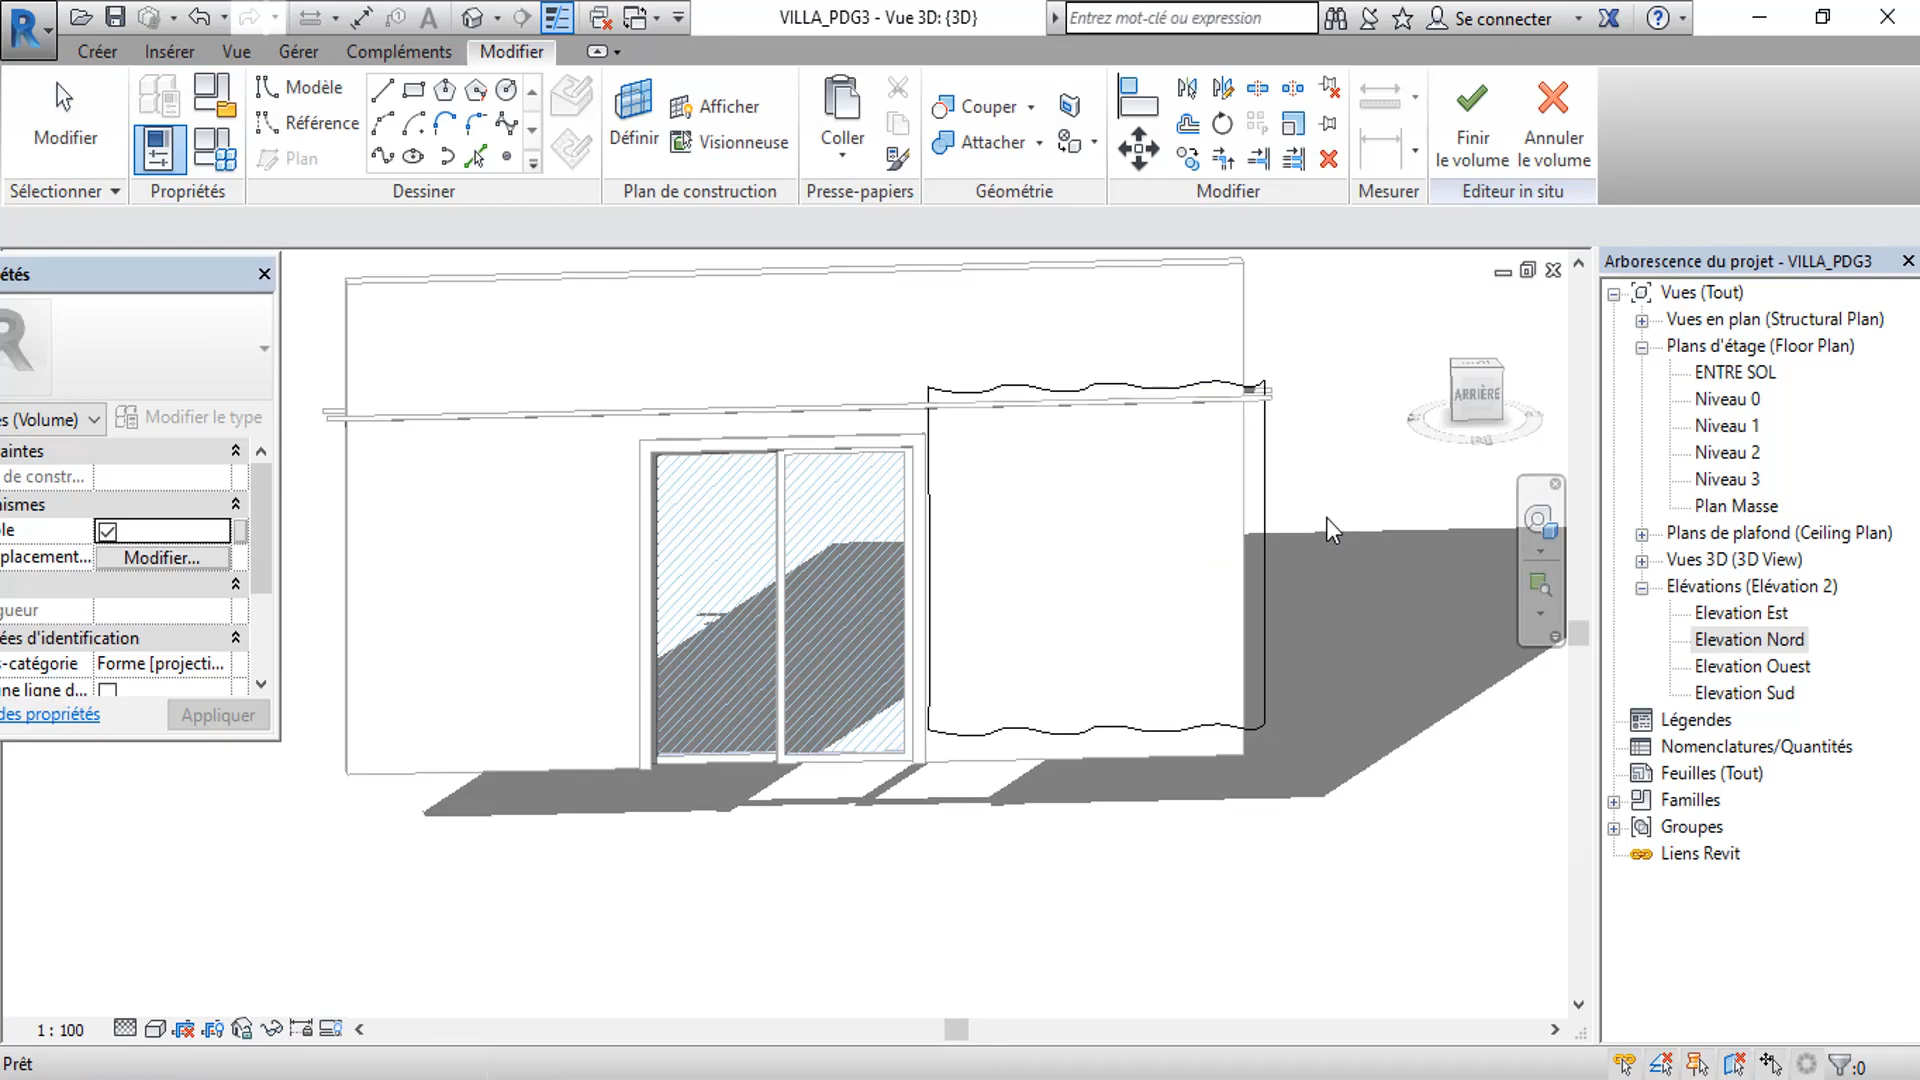 VILLA_PDG3 - Vue 3D: {3D}
Entrez mot-clé ou expression
Se connecter
Créer
Insérer
Vue
Gérer
Compléments
Modifier
Modifier
Modèle
Référence
Plan
Définir
Afficher
Visionneuse
Coller
Couper
Attacher
Finir
le volume
Annuler
le volume
Sélectionner
Propriétés
Dessiner
Plan de construction
Presse-papiers
Géométrie
Modifier
Mesurer
Editeur in situ
étés
es (Volume)
Modifier le type
aintes
de constr...
nismes
le
placement...
Modifier...
gueur
ées d'identification
s-catégorie
Forme [projecti...
ne ligne d...
des propriétés
Appliquer
ARRIÈRE
Arborescence du projet - VILLA_PDG3
Vues (Tout)
Vues en plan (Structural Plan)
Plans d'étage (Floor Plan)
ENTRE SOL
Niveau 0
Niveau 1
Niveau 2
Niveau 3
Plan Masse
Plans de plafond (Ceiling Plan)
Vues 3D (3D View)
Elévations (Elévation 2)
Elevation Est
Elevation Nord
Elevation Ouest
Elevation Sud
Légendes
Nomenclatures/Quantités
Feuilles (Tout)
Familles
Groupes
Liens Revit
1 : 100
Prêt
:0